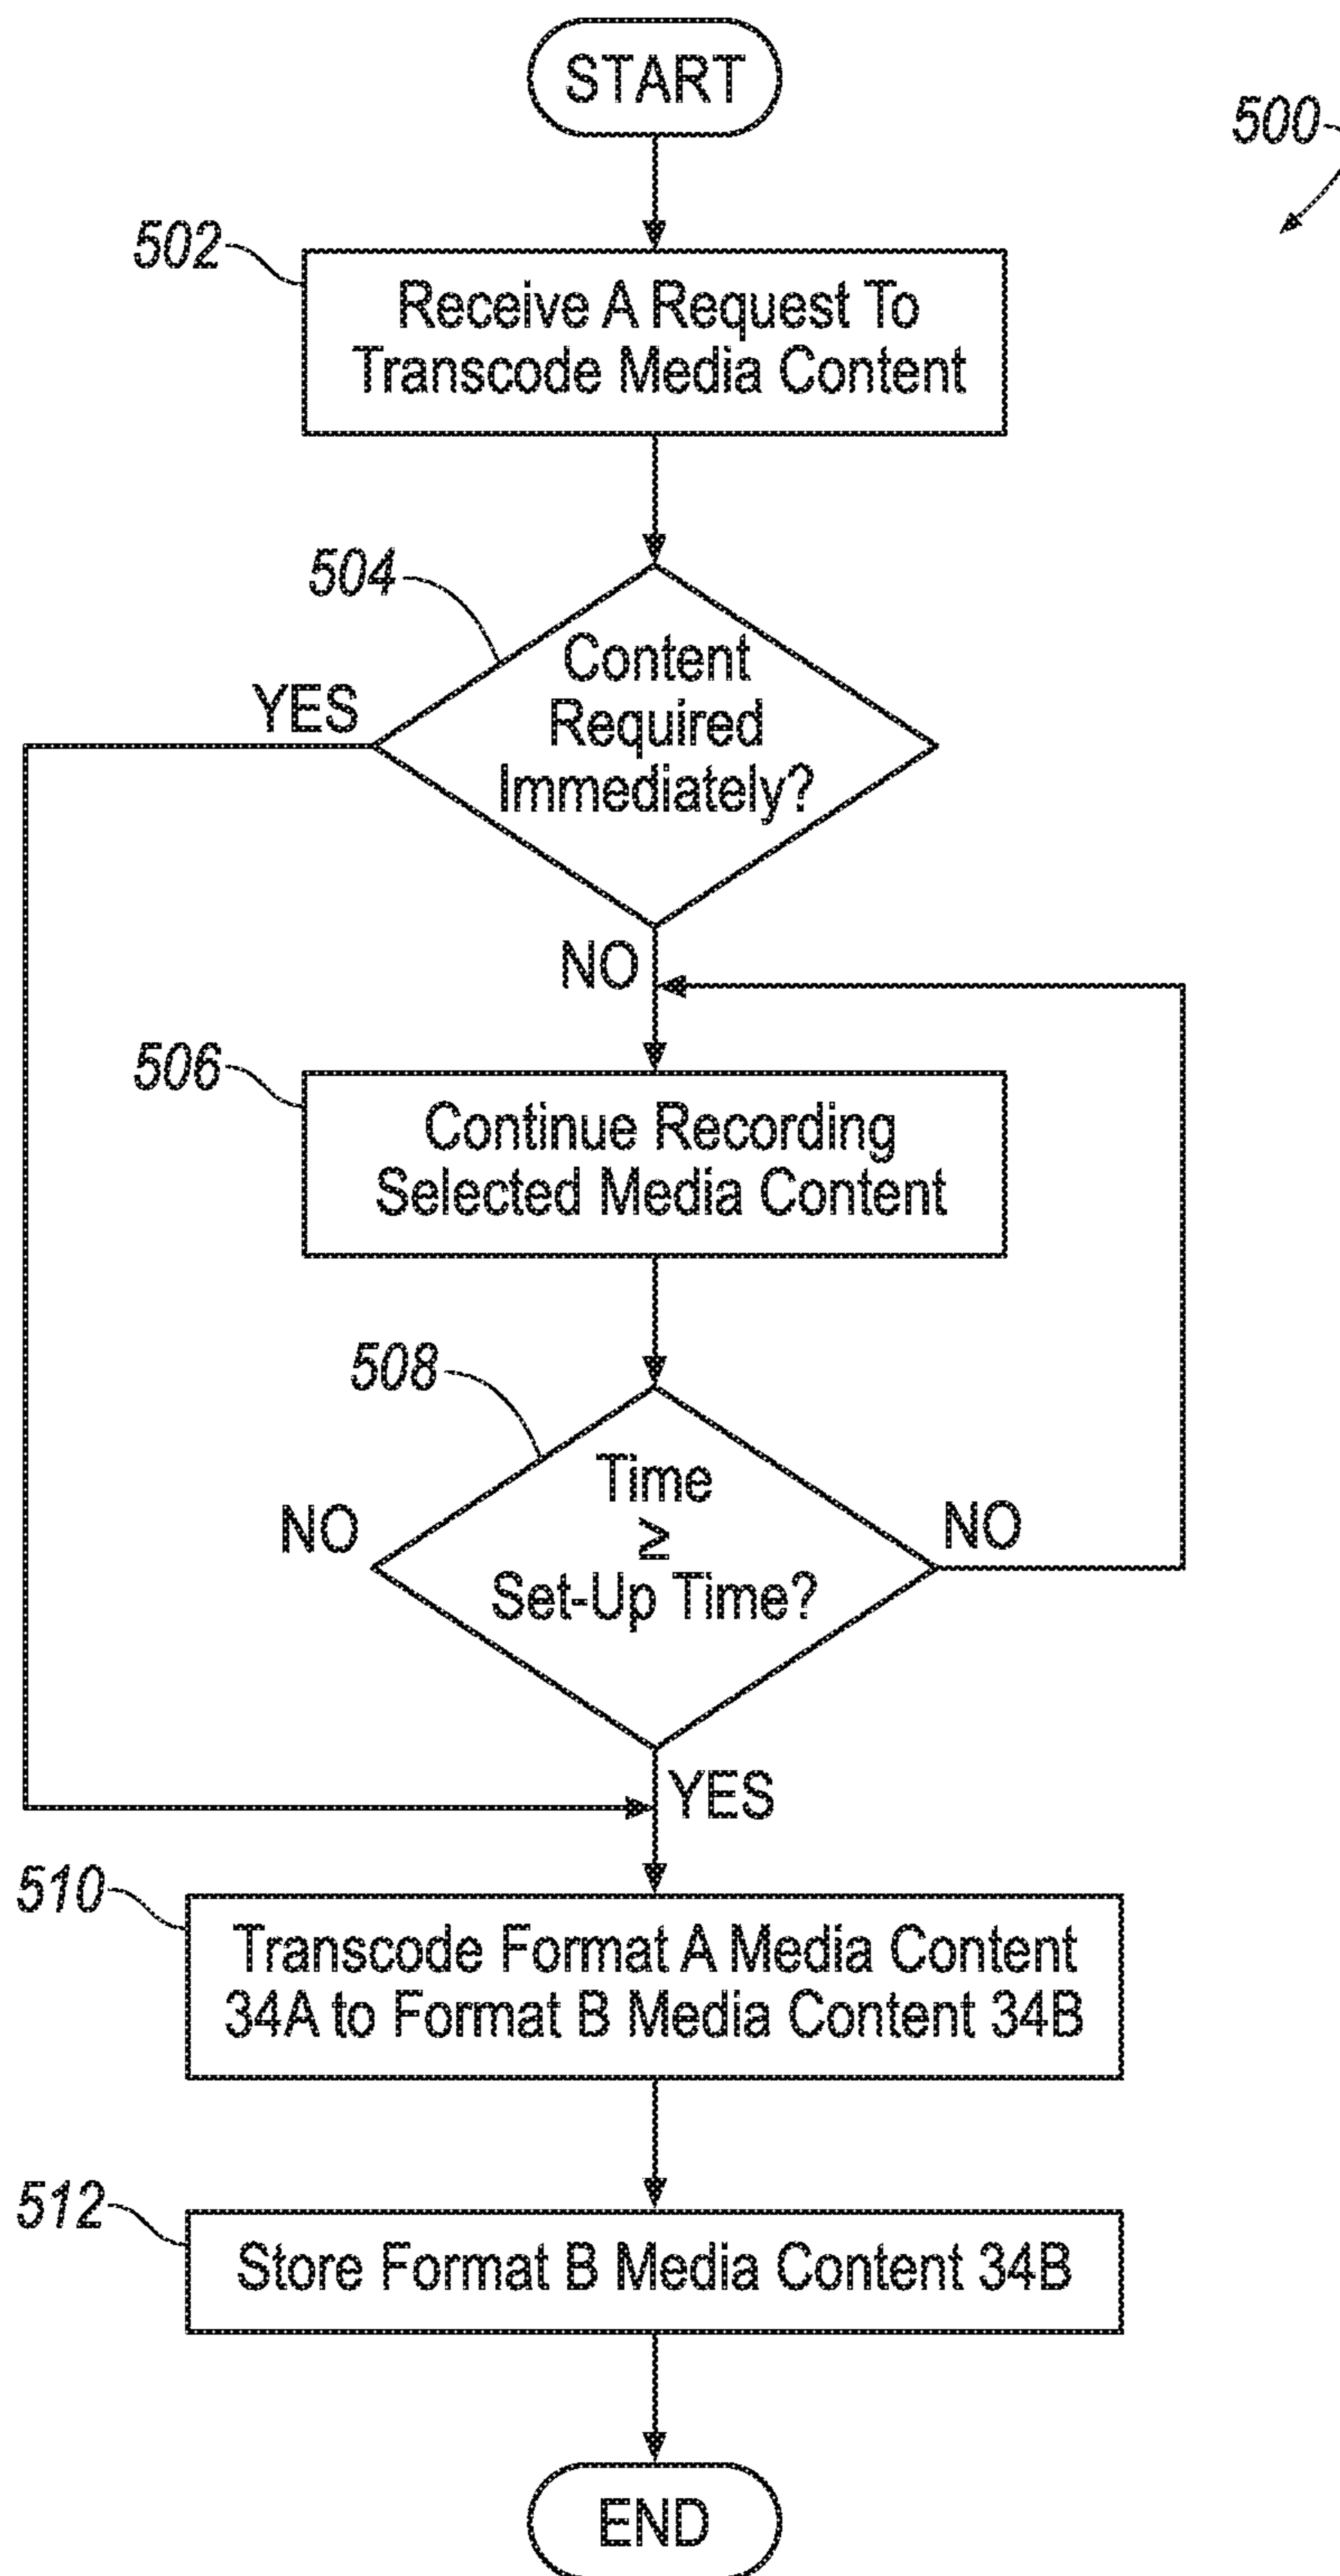 START
500
502
Receive A Request To
Transcode Media Content
504
Content
Required
Immediately?
YES
NO
506
Continue Recording
Selected Media Content
508
Time
≥
Set-Up Time?
NO
NO
YES
510
Transcode Format A Media Content
34A to Format B Media Content 34B
512
Store Format B Media Content 34B
END